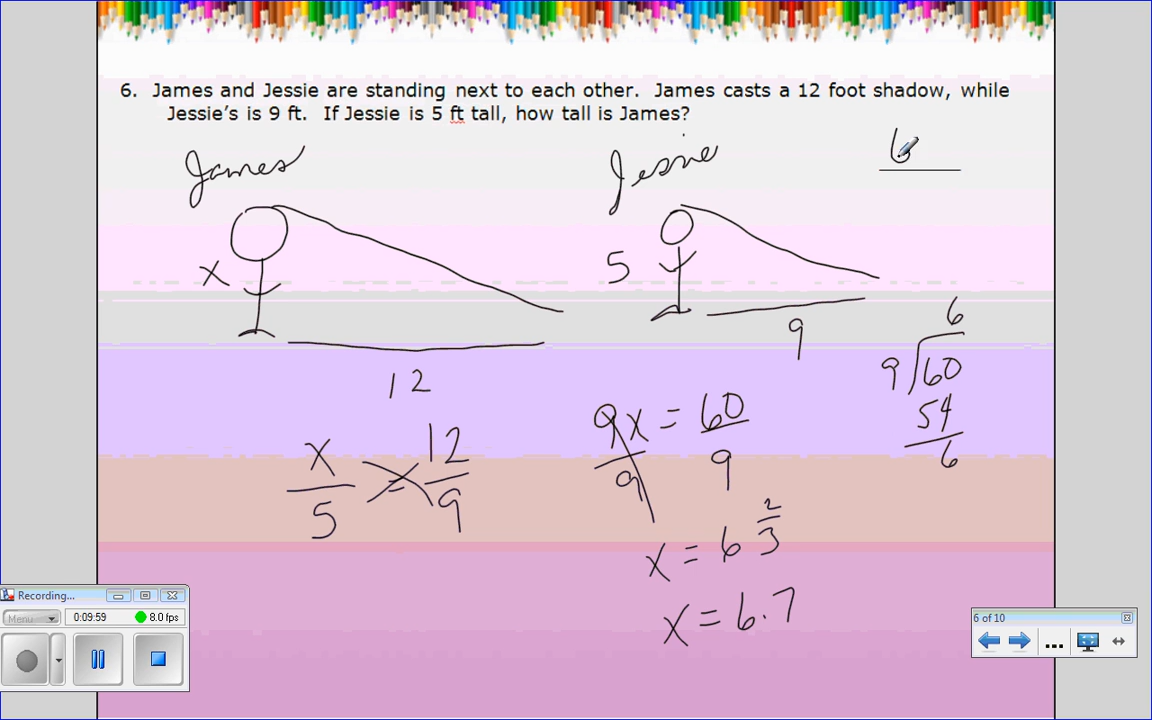 6. James and Jessie are standing next to each other. James casts a 12 foot shadow, while
Jessie's is 9 ft. If Jessie is 5 ft tall, how tall is James?
James
Jessie
6
x
5
12
9
6
9 60
54
6
x/5 = 12/9
9x/9 = 60/9
x = 6 2/3
x = 6.7
Recording...
Menu
0:09:59
8.0 fps
6 of 10
...